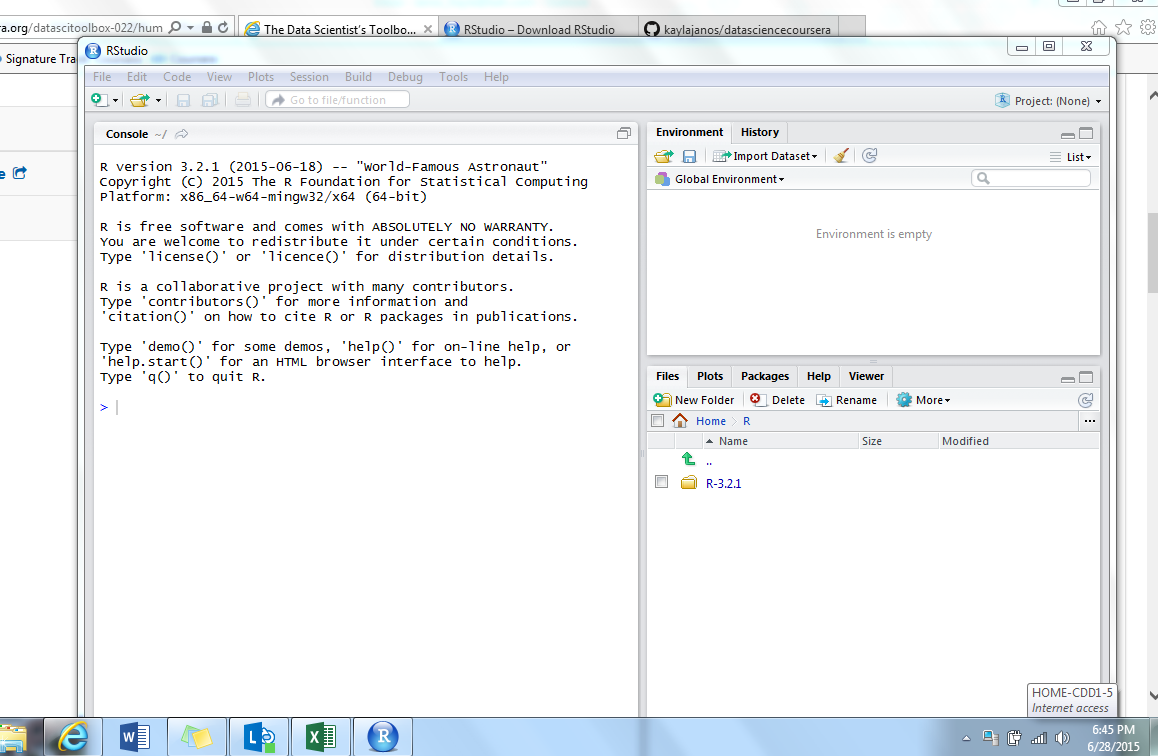 ra.org/datascitoolbox-022/hum
The Data Scientist's Toolbo...
RStudio – Download RStudio
kaylajanos/datasciencecoursera
Signature Tra
RStudio
File Edit Code View Plots Session Build Debug Tools Help
Go to file/function
Project: (None)
Console ~/
R version 3.2.1 (2015-06-18) -- "World-Famous Astronaut"
Copyright (C) 2015 The R Foundation for Statistical Computing
Platform: x86_64-w64-mingw32/x64 (64-bit)
R is free software and comes with ABSOLUTELY NO WARRANTY.
You are welcome to redistribute it under certain conditions.
Type 'license()' or 'licence()' for distribution details.
R is a collaborative project with many contributors.
Type 'contributors()' for more information and
'citation()' on how to cite R or R packages in publications.
Type 'demo()' for some demos, 'help()' for on-line help, or
'help.start()' for an HTML browser interface to help.
Type 'q()' to quit R.
>
Environment History
Import Dataset
List
Global Environment
Environment is empty
Files Plots Packages Help Viewer
New Folder Delete Rename More
Home R
...
Name Size Modified
..
R-3.2.1
HOME-CDD1-5
Internet access
6:45 PM
6/28/2015